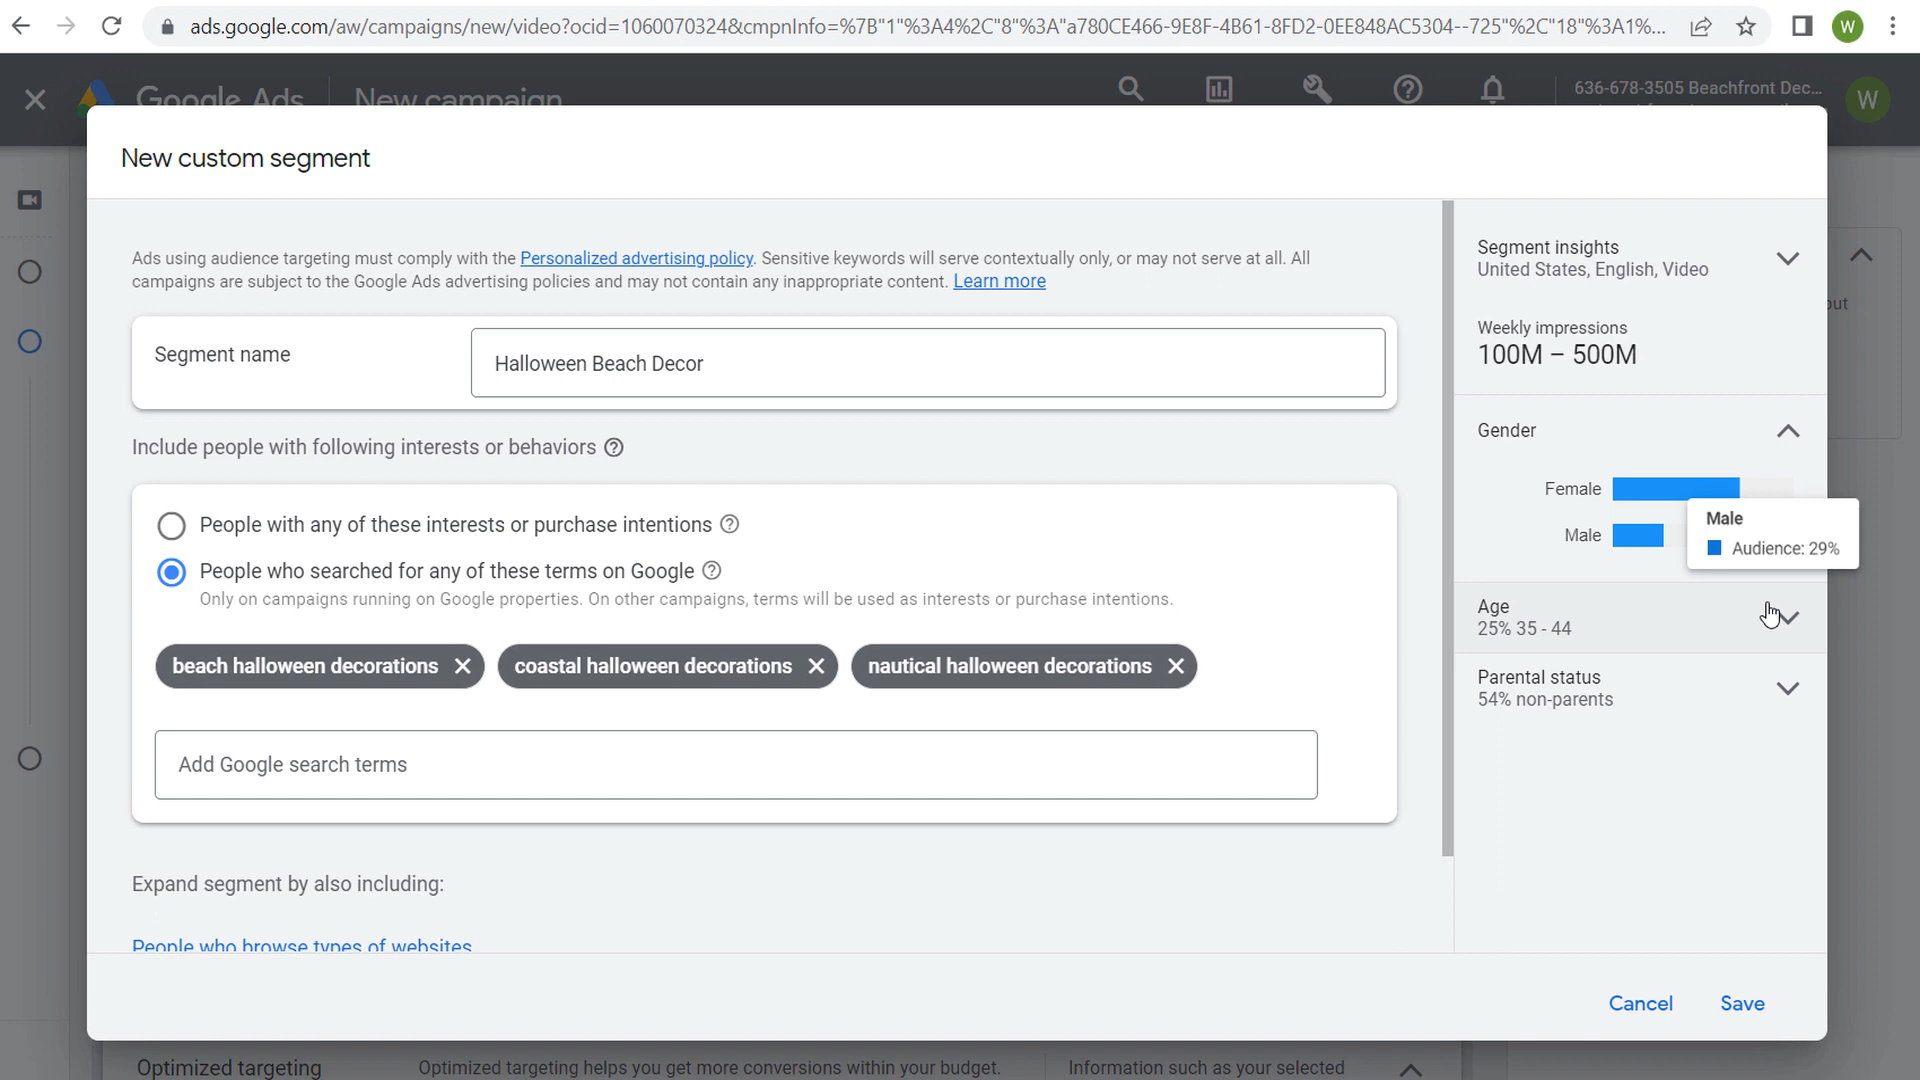 ads.google.com/aw/campaigns/new/video?ocid=1060070324&cmpnInfo=%7B"1"%3A4%2C"8"%3A"a780CE466-9E8F-4B61-8FD2-0EE848AC5304--725"%2C"18"%3A1%...
W
Google Ads
New campaign
636-678-3505 Beachfront Dec...
W
New custom segment
Ads using audience targeting must comply with the Personalized advertising policy. Sensitive keywords will serve contextually only, or may not serve at all. All
campaigns are subject to the Google Ads advertising policies and may not contain any inappropriate content. Learn more
Segment name
Halloween Beach Decor
Include people with following interests or behaviors
People with any of these interests or purchase intentions
People who searched for any of these terms on Google
Only on campaigns running on Google properties. On other campaigns, terms will be used as interests or purchase intentions.
beach halloween decorations
coastal halloween decorations
nautical halloween decorations
Add Google search terms
Expand segment by also including:
People who browse types of websites
Segment insights
United States, English, Video
Weekly impressions
100M – 500M
Gender
Female
Male
Male
Audience: 29%
Age
25% 35 - 44
Parental status
54% non-parents
Cancel
Save
Optimized targeting
Optimized targeting helps you get more conversions within your budget.
Information such as your selected